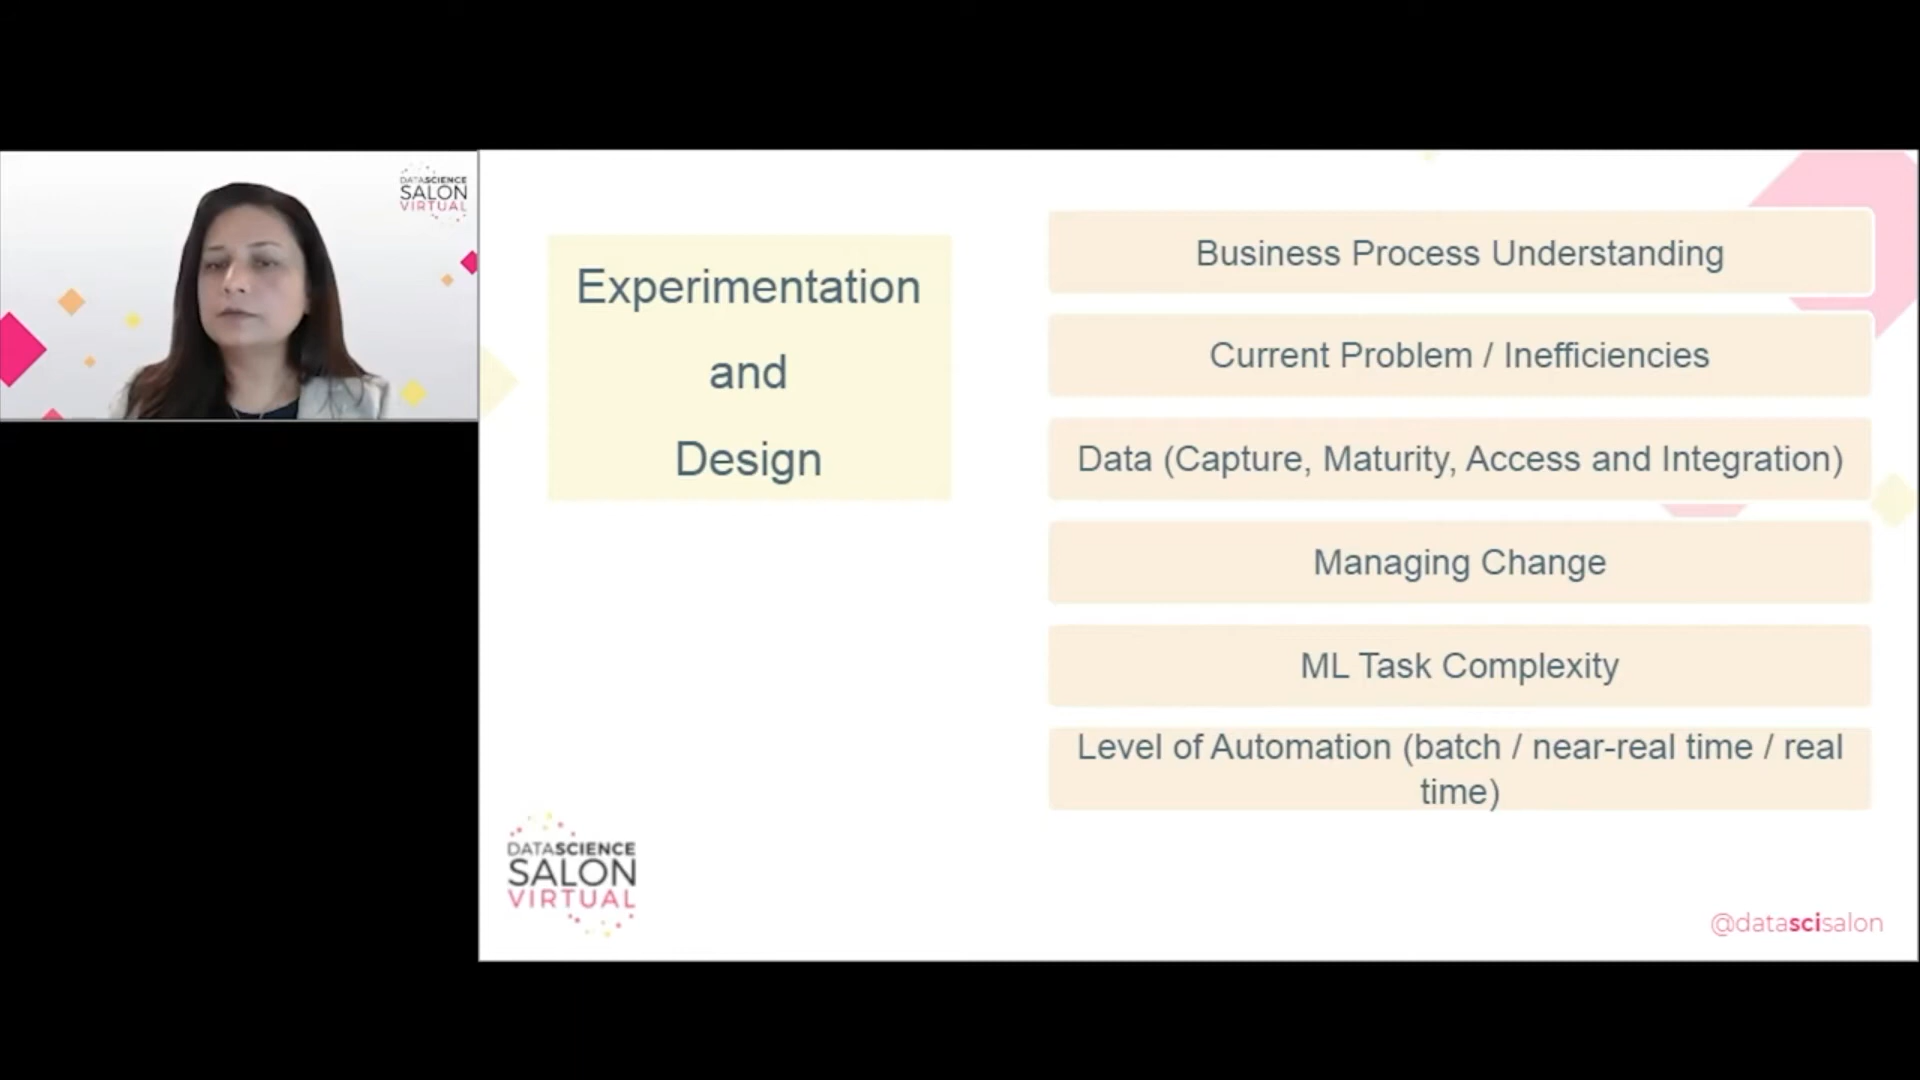 DATASCIENCE
SALON
VIRTUAL
Experimentation
and
Design
Business Process Understanding
Current Problem / Inefficiencies
Data (Capture, Maturity, Access and Integration)
Managing Change
ML Task Complexity
Level of Automation (batch / near-real time / real
time)
DATASCIENCE
SALON
VIRTUAL
@datascisalon